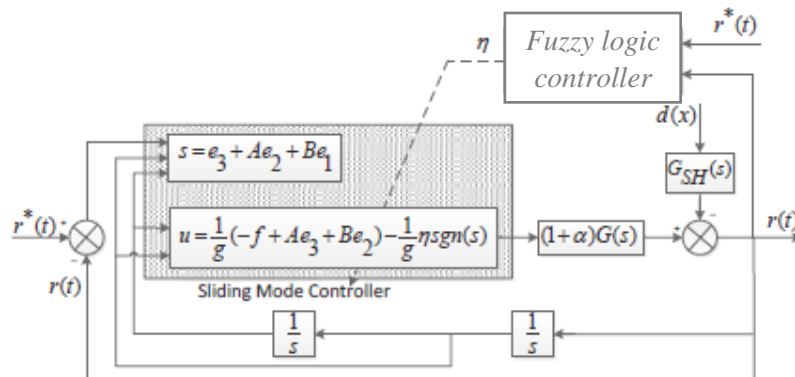 η
Fuzzy logic
controller
r*(t)
d(x)
s=e₃+Ae₂+Be₁
G_SH(s)
r*(t)
+
-
r(t)
u=1/g(-f+Ae₃+Be₂)-1/g ηsgn(s)
(1+α)G(s)
+
-
r(t)
Sliding Mode Controller
1/s
1/s